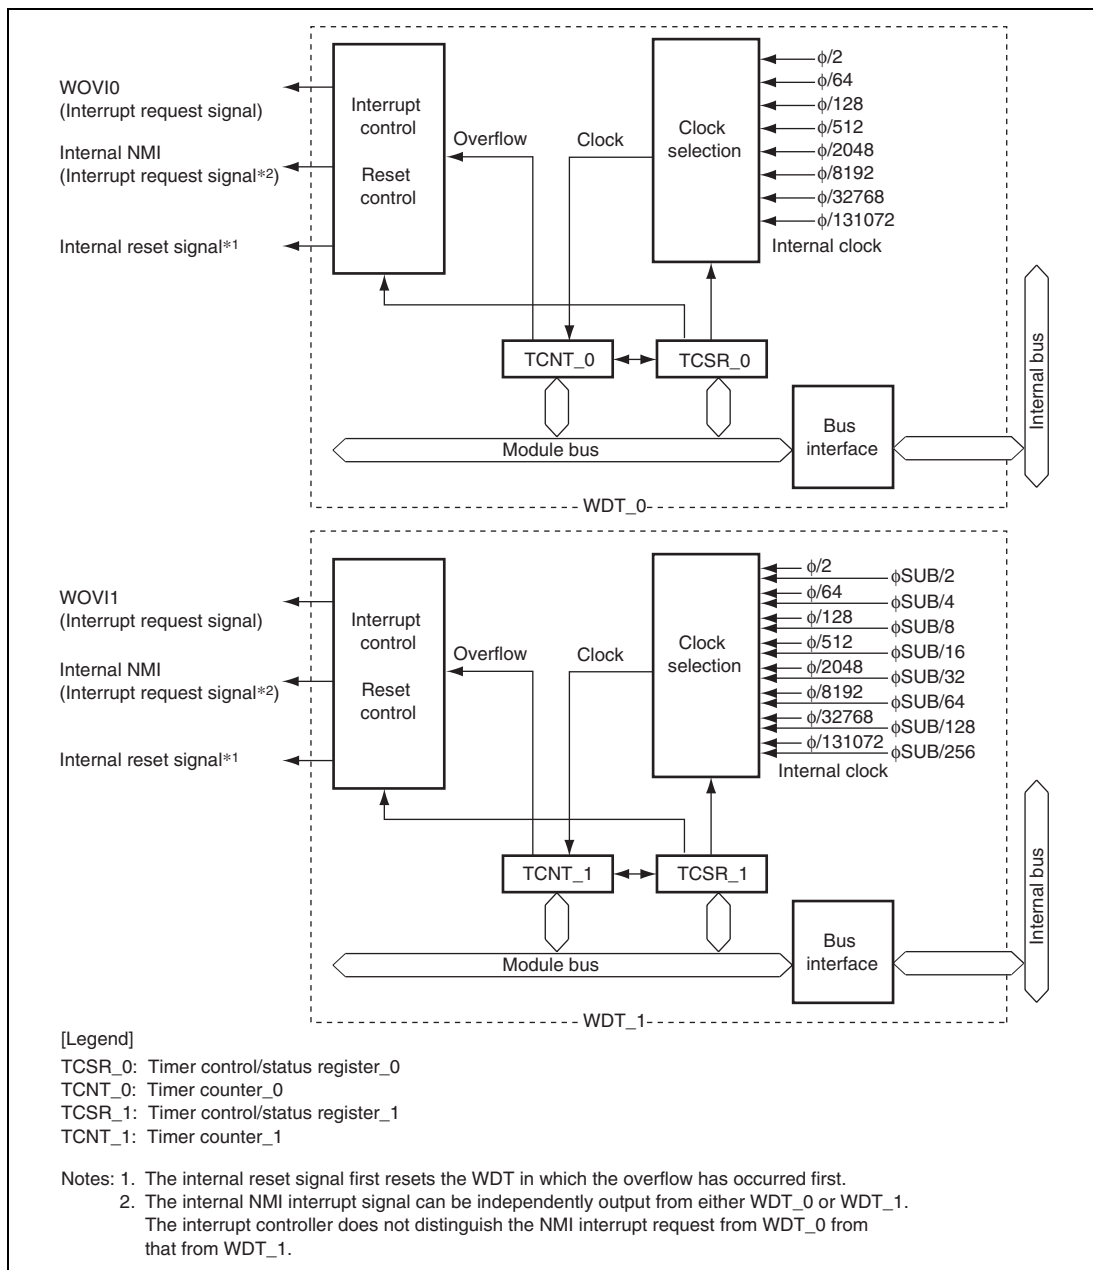 WOVI0
(Interrupt request signal)
Internal NMI
(Interrupt request signal*2)
Internal reset signal*1
Interrupt
control
Reset
control
Overflow
Clock
Clock
selection
ϕ/2
ϕ/64
ϕ/128
ϕ/512
ϕ/2048
ϕ/8192
ϕ/32768
ϕ/131072
Internal clock
TCNT_0
TCSR_0
Module bus
Bus
interface
Internal bus
WDT_0
WOVI1
(Interrupt request signal)
Internal NMI
(Interrupt request signal*2)
Internal reset signal*1
Interrupt
control
Reset
control
Overflow
Clock
Clock
selection
ϕ/2
ϕSUB/2
ϕ/64
ϕSUB/4
ϕ/128
ϕSUB/8
ϕ/512
ϕSUB/16
ϕ/2048
ϕSUB/32
ϕ/8192
ϕSUB/64
ϕ/32768
ϕSUB/128
ϕ/131072
ϕSUB/256
Internal clock
TCNT_1
TCSR_1
Module bus
Bus
interface
Internal bus
WDT_1
[Legend]
TCSR_0: Timer control/status register_0
TCNT_0: Timer counter_0
TCSR_1: Timer control/status register_1
TCNT_1: Timer counter_1
Notes: 1. The internal reset signal first resets the WDT in which the overflow has occurred first.
2. The internal NMI interrupt signal can be independently output from either WDT_0 or WDT_1.
The interrupt controller does not distinguish the NMI interrupt request from WDT_0 from
that from WDT_1.